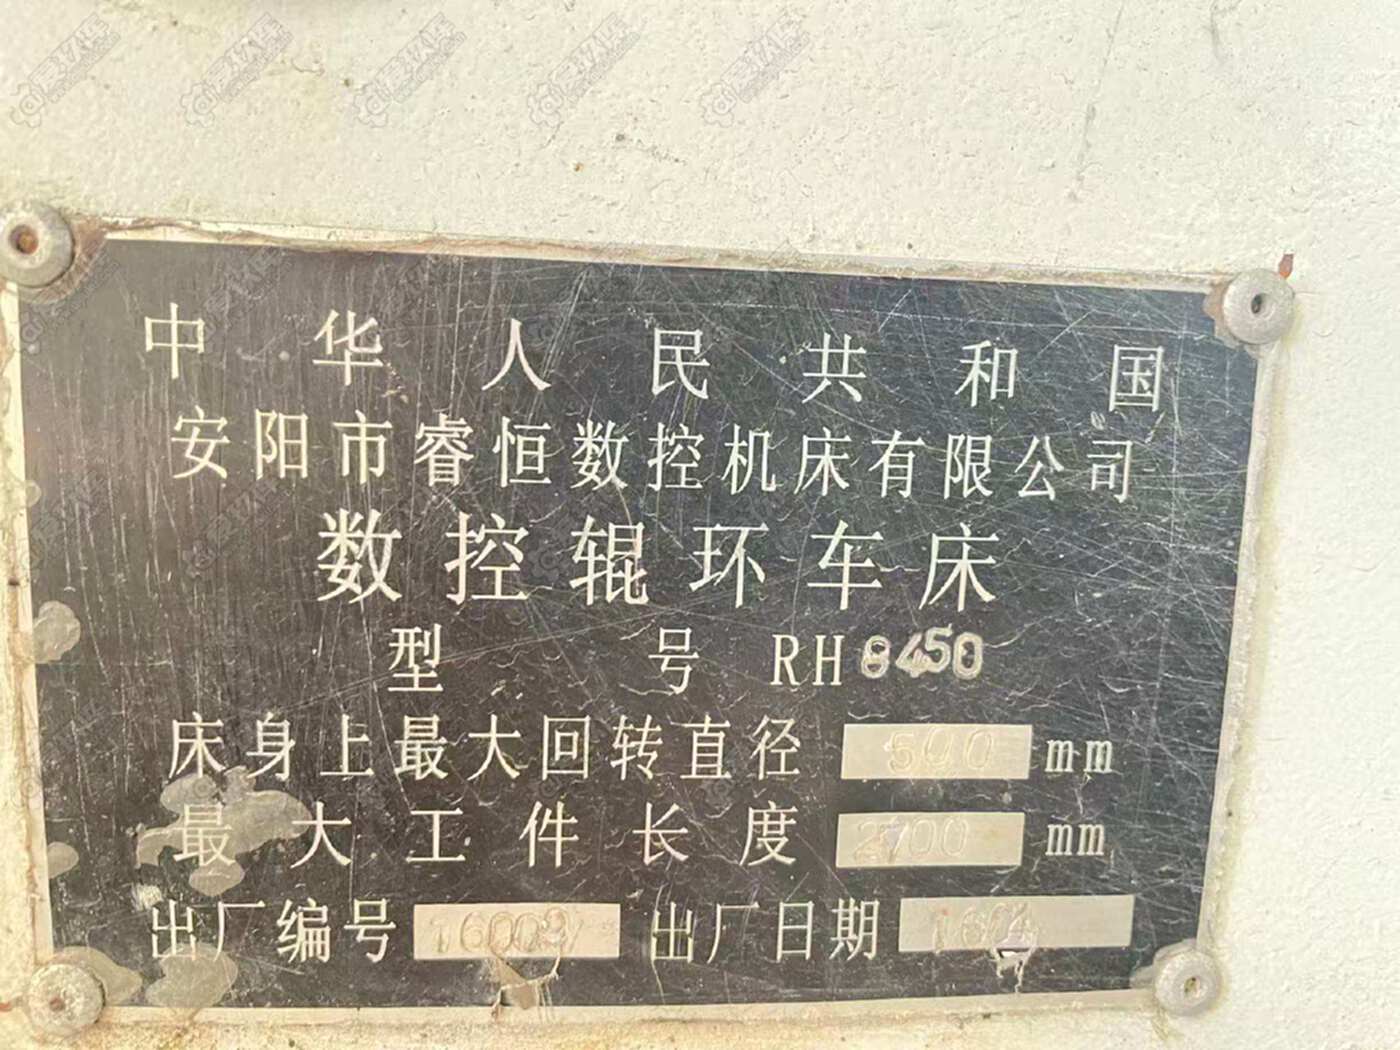 中华人民共和国
安阳市睿恒数控机床有限公司
数控辊环车床
型号 RH8450
床身上最大回转直径 500 mm
最大工件长度 2700 mm
出厂编号 16009 出厂日期